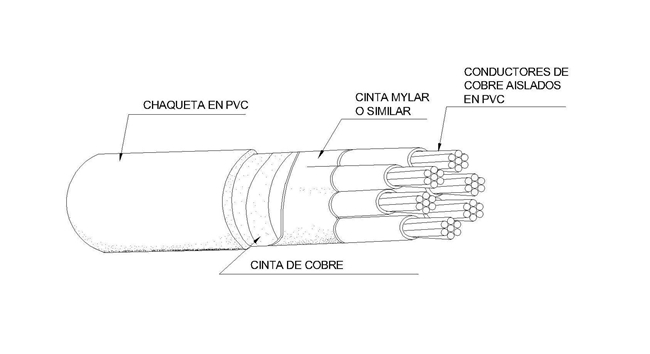 CONDUCTORES DE
COBRE AISLADOS
EN PVC
CINTA MYLAR
O SIMILAR
CHAQUETA EN PVC
CINTA DE COBRE